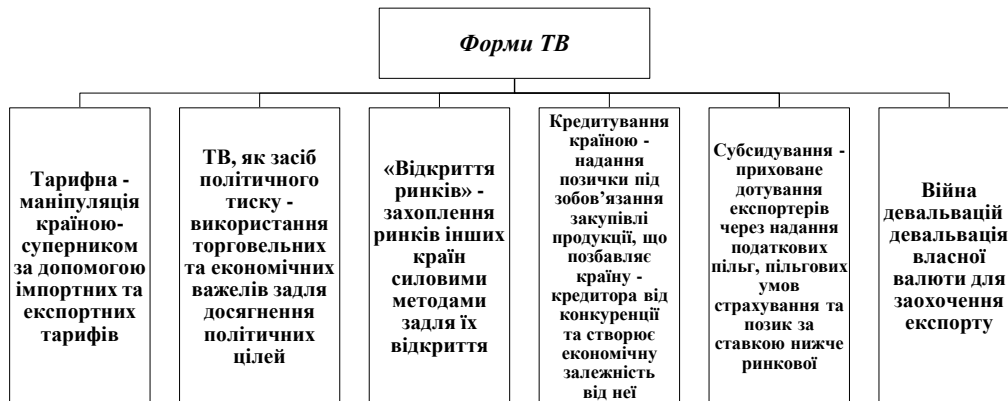 Форми ТВ
Тарифна -
маніпуляція
країною-
суперником
за допомогою
імпортних та
експортних
тарифів
ТВ, як засіб
політичного
тиску -
використання
торговельних
та економічних
важелів задля
досягнення
політичних
цілей
«Відкриття
ринків» -
захоплення
ринків інших
країн
силовими
методами
задля їх
відкриття
Кредитування
країною -
надання
позички під
зобов’язання
закупівлі
продукції, що
позбавляє
країну -
кредитора від
конкуренції
та створює
економічну
залежність
від неї
Субсидування -
приховане
дотування
експортерів
через надання
податкових
пільг, пільгових
умов
страхування та
позик за
ставкою нижче
ринкової
Війна
девальвацій -
девальвація
власної
валюти для
заохочення
експорту